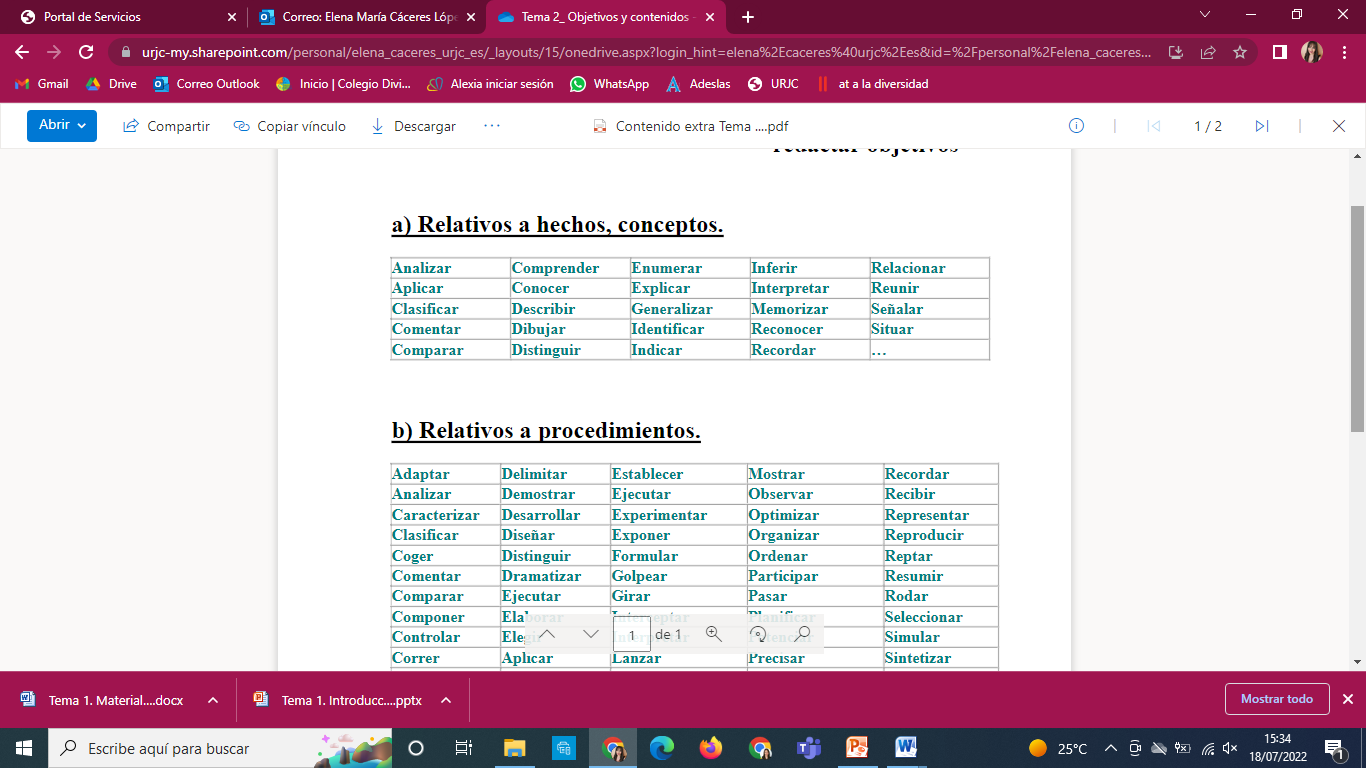 Portal de Servicios
Correo: Elena María Cáceres Lópe
Tema 2_ Objetivos y contenidos -
urjc-my.sharepoint.com/personal/elena_caceres_urjc_es/_layouts/15/onedrive.aspx?login_hint=elena%2Ecaceres%40urjc%2Ees&id=%2Fpersonal%2Felena_caceres...
Gmail Drive Correo Outlook Inicio | Colegio Divi... Alexia iniciar sesión WhatsApp Adeslas URJC at a la diversidad
Abrir Compartir Copiar vínculo Descargar ... Contenido extra Tema ....pdf 1 / 2
redactar objetivos
a) Relativos a hechos, conceptos.
Analizar Comprender Enumerar Inferir Relacionar
Aplicar Conocer Explicar Interpretar Reunir
Clasificar Describir Generalizar Memorizar Señalar
Comentar Dibujar Identificar Reconocer Situar
Comparar Distinguir Indicar Recordar ...
b) Relativos a procedimientos.
Adaptar Delimitar Establecer Mostrar Recordar
Analizar Demostrar Ejecutar Observar Recibir
Caracterizar Desarrollar Experimentar Optimizar Representar
Clasificar Diseñar Exponer Organizar Reproducir
Coger Distinguir Formular Ordenar Reptar
Comentar Dramatizar Golpear Participar Resumir
Comparar Ejecutar Girar Pasar Rodar
Componer Elaborar Interceptar Planificar Seleccionar
Controlar Simular
Correr Aplicar Lanzar Precisar Sintetizar
1 de 1
Tema 1. Material....docx
Tema 1. Introducc....pptx
Mostrar todo
Escribe aquí para buscar
25°C
15:34
18/07/2022
1